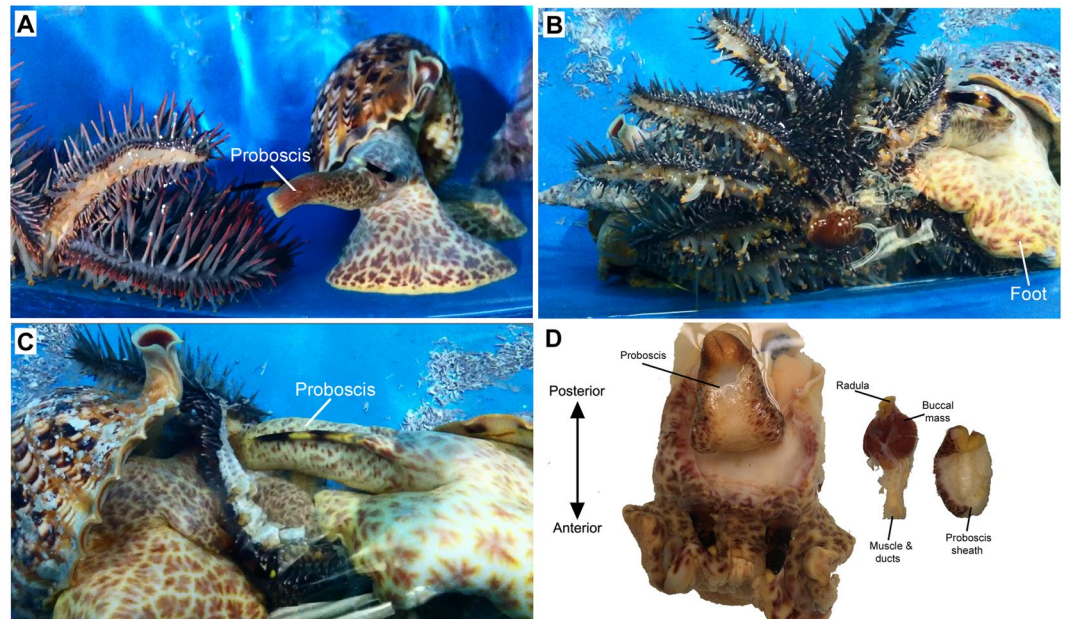 A
Proboscis
B
Foot
C
Proboscis
D
Proboscis
Posterior
Anterior
Radula
Buccal
mass
Muscle &
ducts
Proboscis
sheath